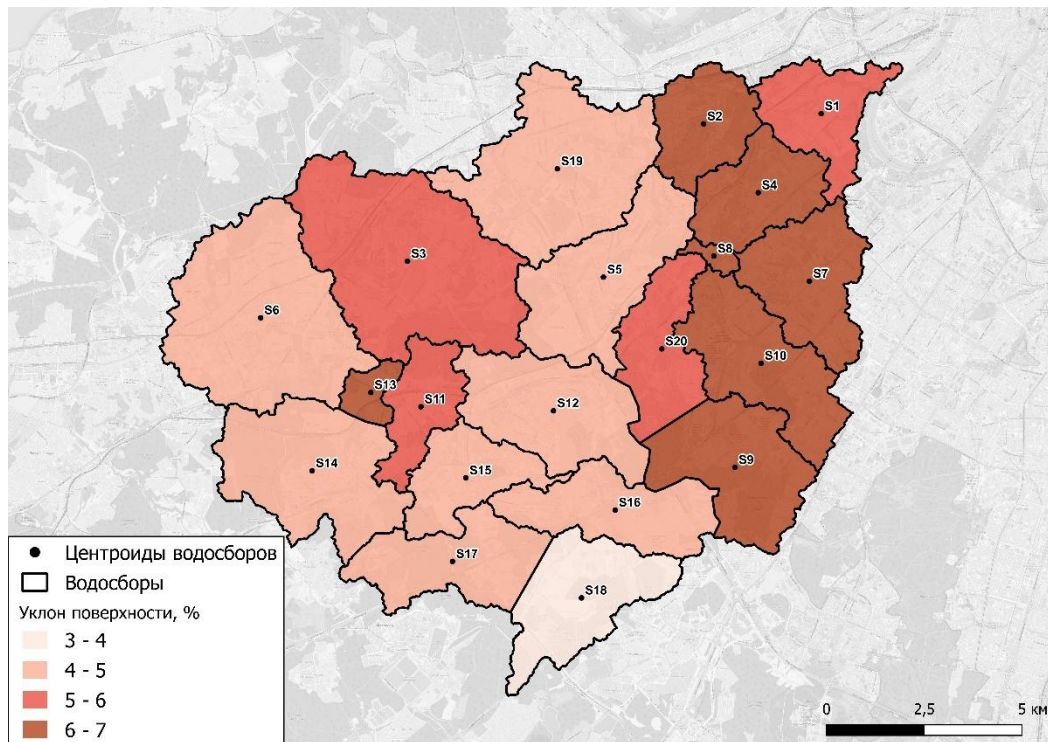 S1
S2
S19
S4
S8
S3
S5
S7
S6
S20
S10
S13
S11
S12
S9
S14
S15
S16
S17
S18
Центроиды водосборов
Водосборы
Уклон поверхности, %
3 - 4
4 - 5
5 - 6
6 - 7
0 2,5 5 км